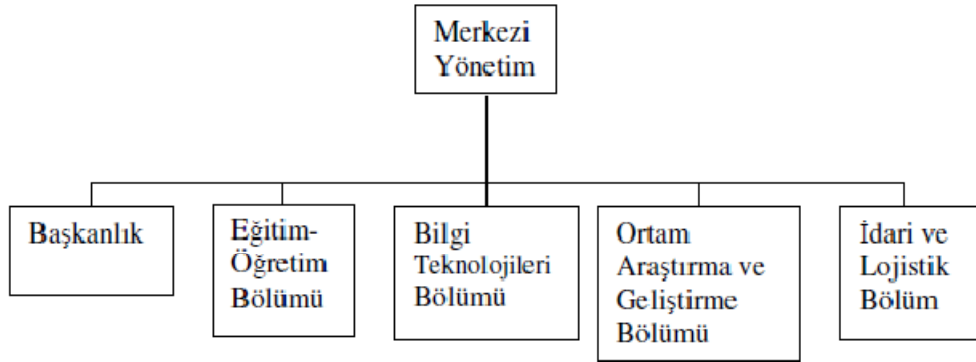 Merkezi
Yönetim
Başkanlık
Eğitim-
Öğretim
Bölümü
Bilgi
Teknolojileri
Bölümü
Ortam
Araştırma ve
Geliştirme
Bölümü
İdari ve
Lojistik
Bölüm